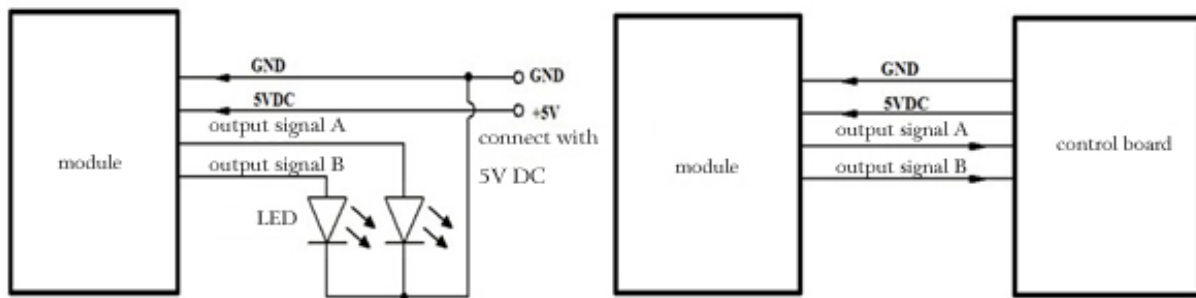 GND
GND
5VDC
+5V
output signal A
connect with
module
output signal B
5V DC
LED
GND
5VDC
output signal A
module
control board
output signal B